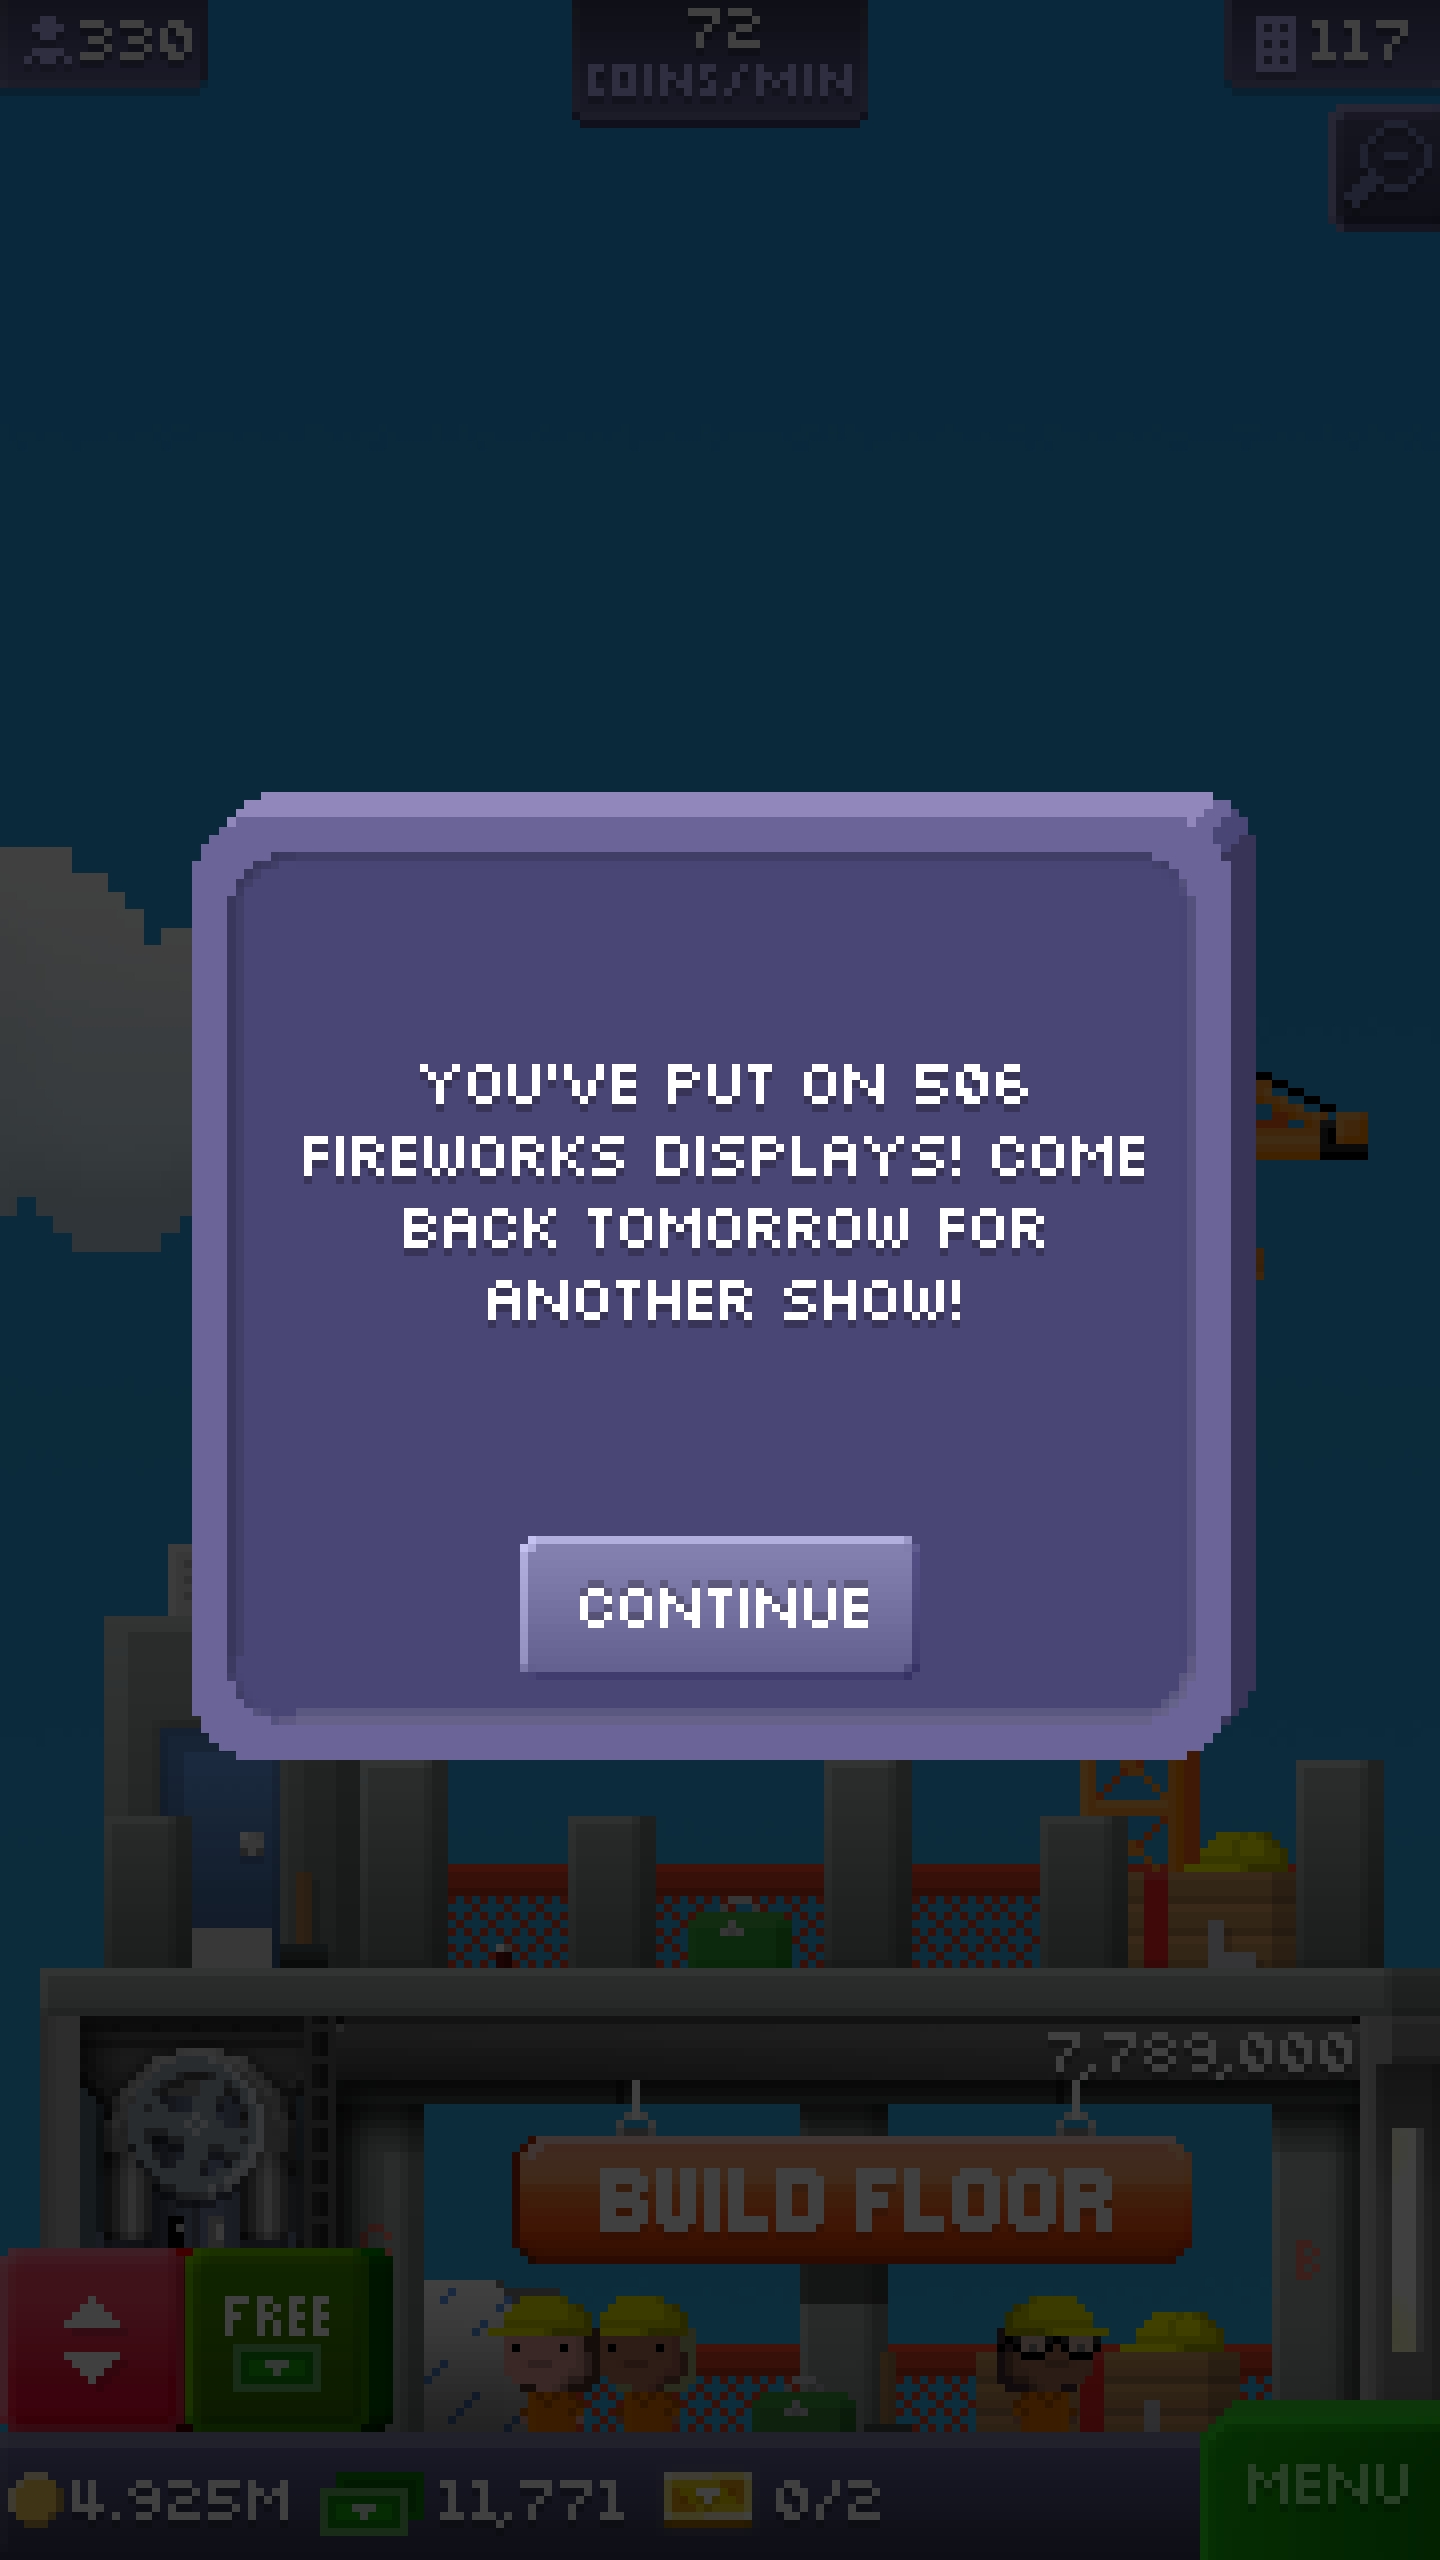 330
72
COINS/MIN
117
YOU'VE PUT ON 506
FIREWORKS DISPLAYS! COME
BACK TOMORROW FOR
ANOTHER SHOW!
CONTINUE
7,789,000
BUILD FLOOR
B
FREE
4.925M
11,771
0/2
MENU